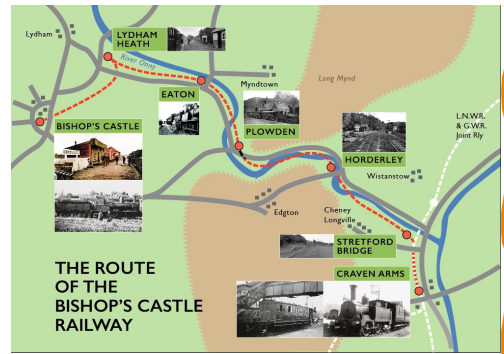 Lydham
LYDHAM
HEATH
River Onny
EATON
Myndtown
Long Mynd
BISHOP'S CASTLE
PLOWDEN
HORDERLEY
L.N.W.R.
& G.W.R.
Joint Rly
Wistanstow
Edgton
Cheney
Longville
STRETFORD
BRIDGE
CRAVEN ARMS
THE ROUTE
OF THE
BISHOP'S CASTLE
RAILWAY